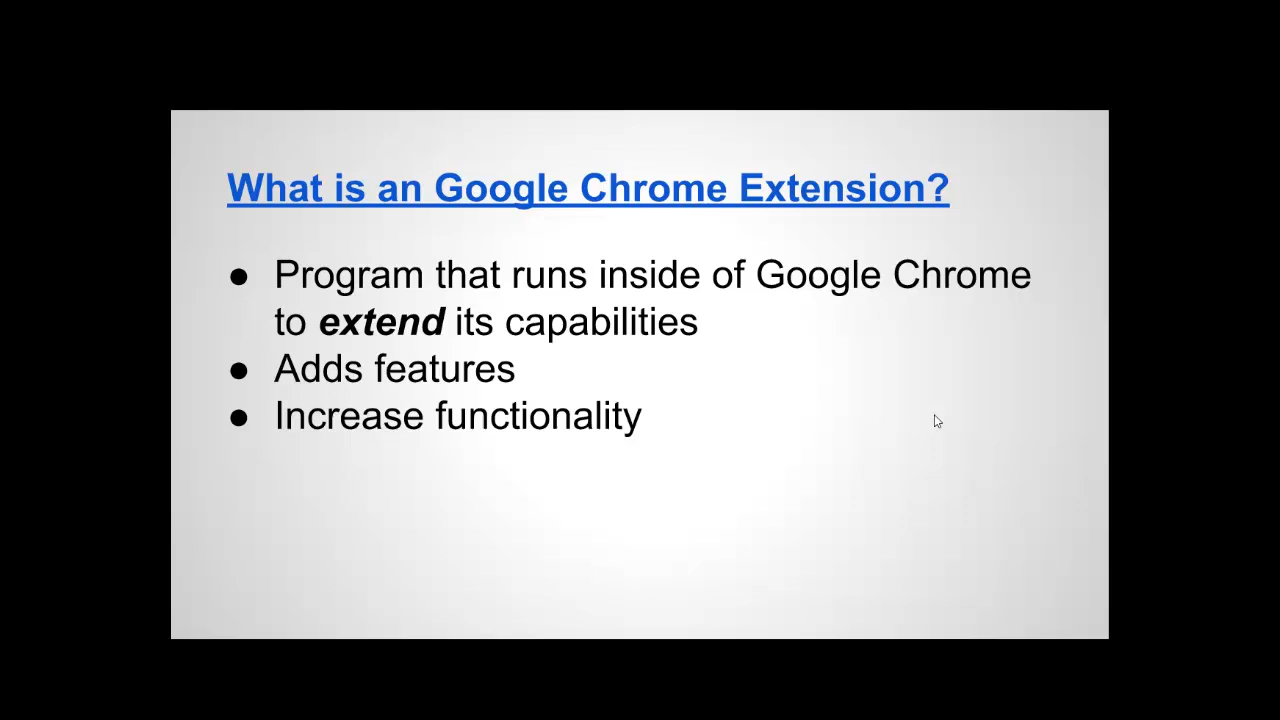 What is an Google Chrome Extension?
● Program that runs inside of Google Chrome
to extend its capabilities
● Adds features
● Increase functionality